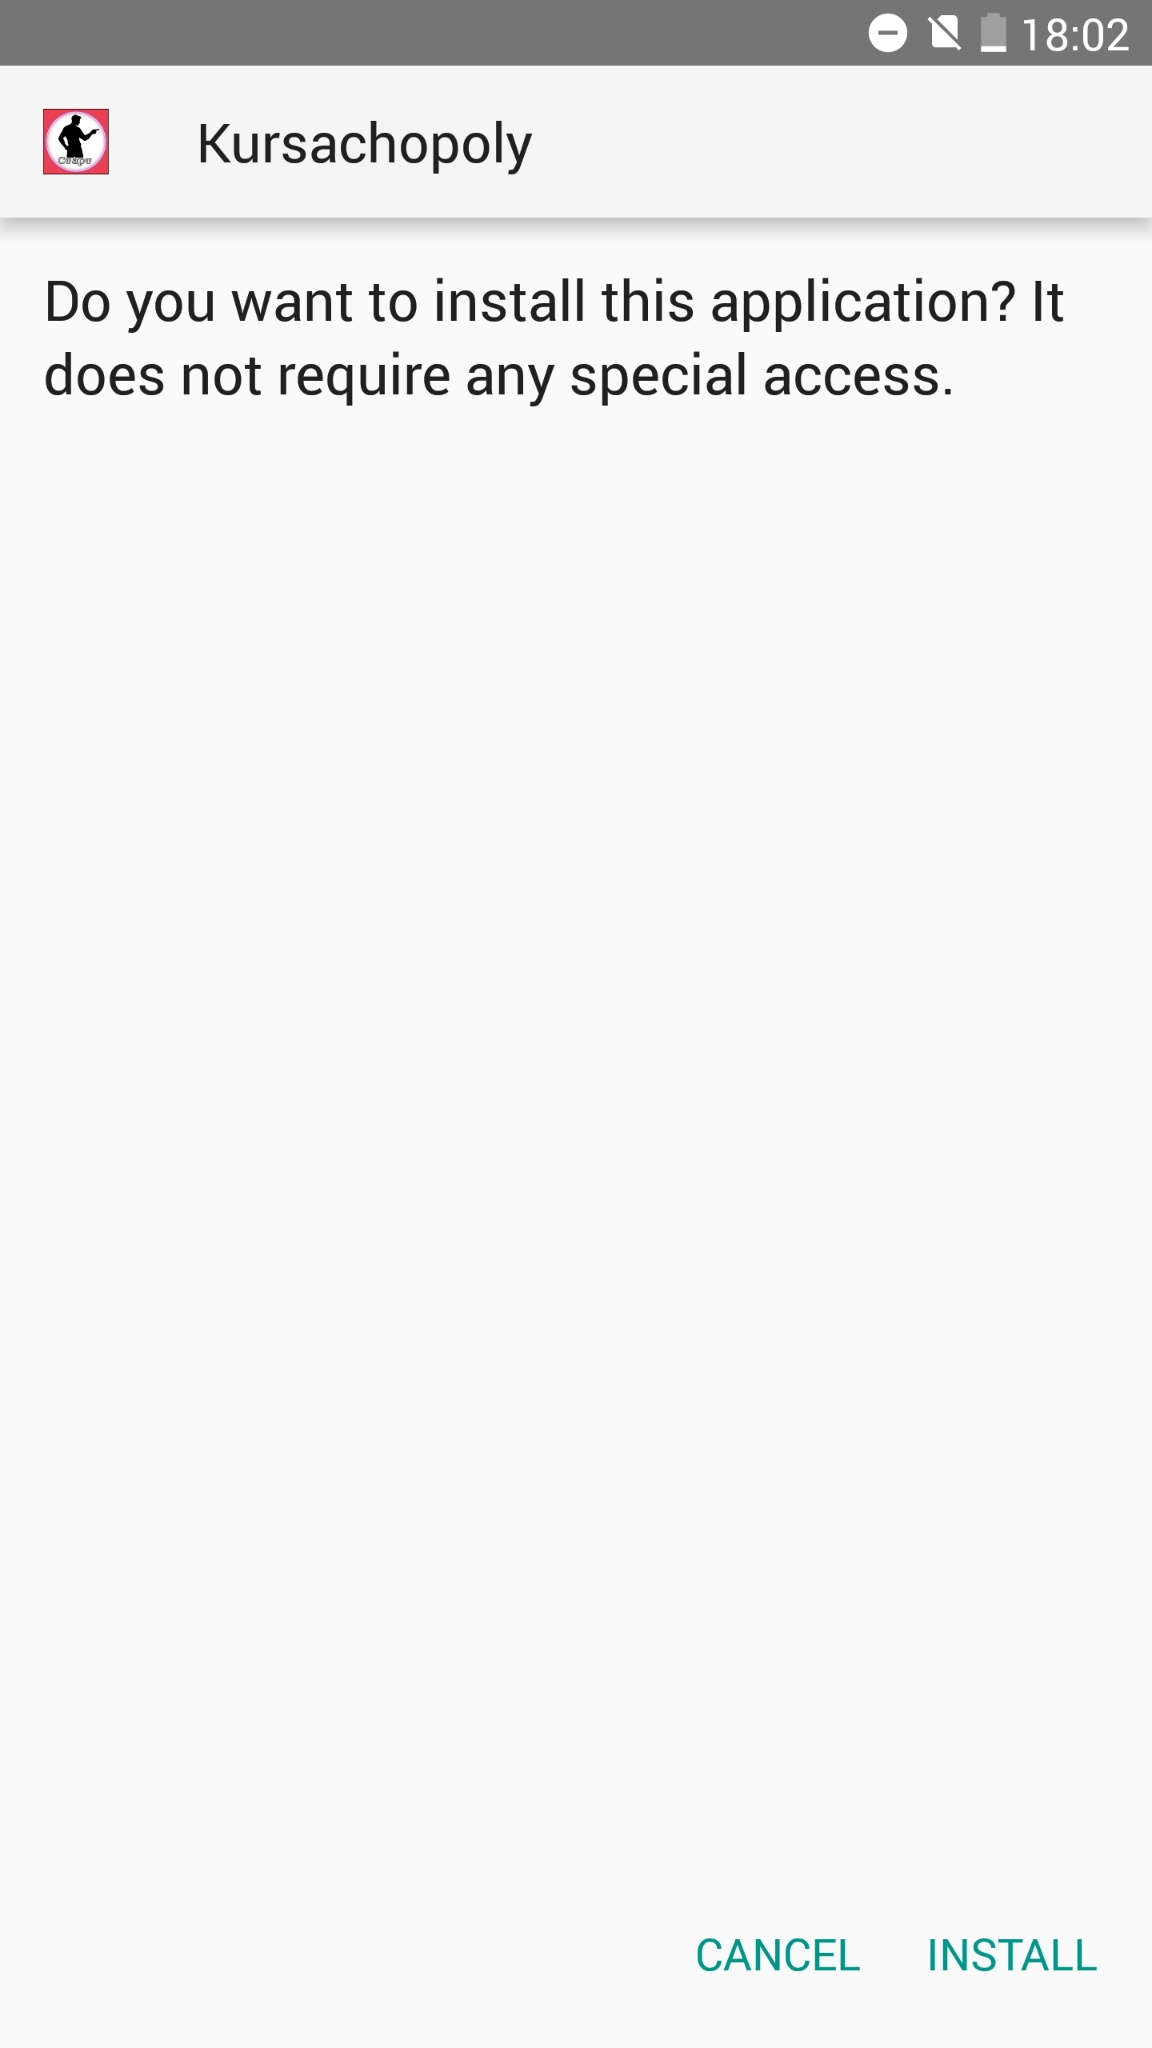 18:02
Kursachopoly
Do you want to install this application? It
does not require any special access.
CANCEL INSTALL